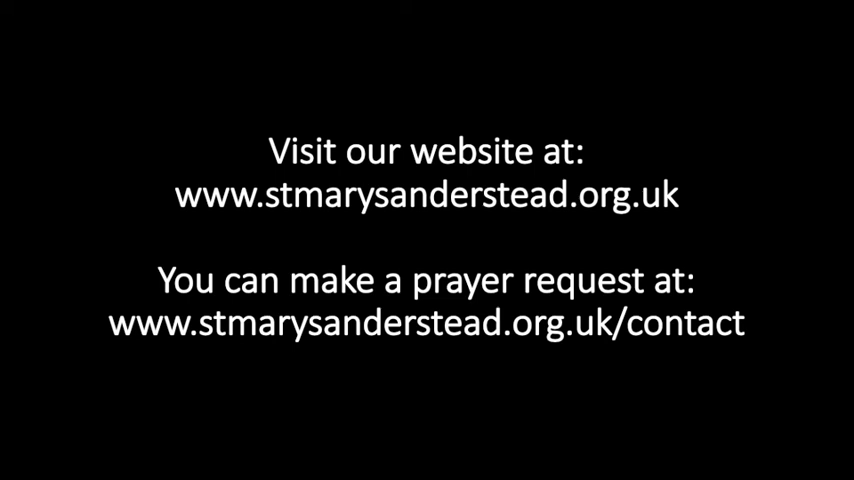 Visit our website at:
www.stmarysanderstead.org.uk
You can make a prayer request at:
www.stmarysanderstead.org.uk/contact